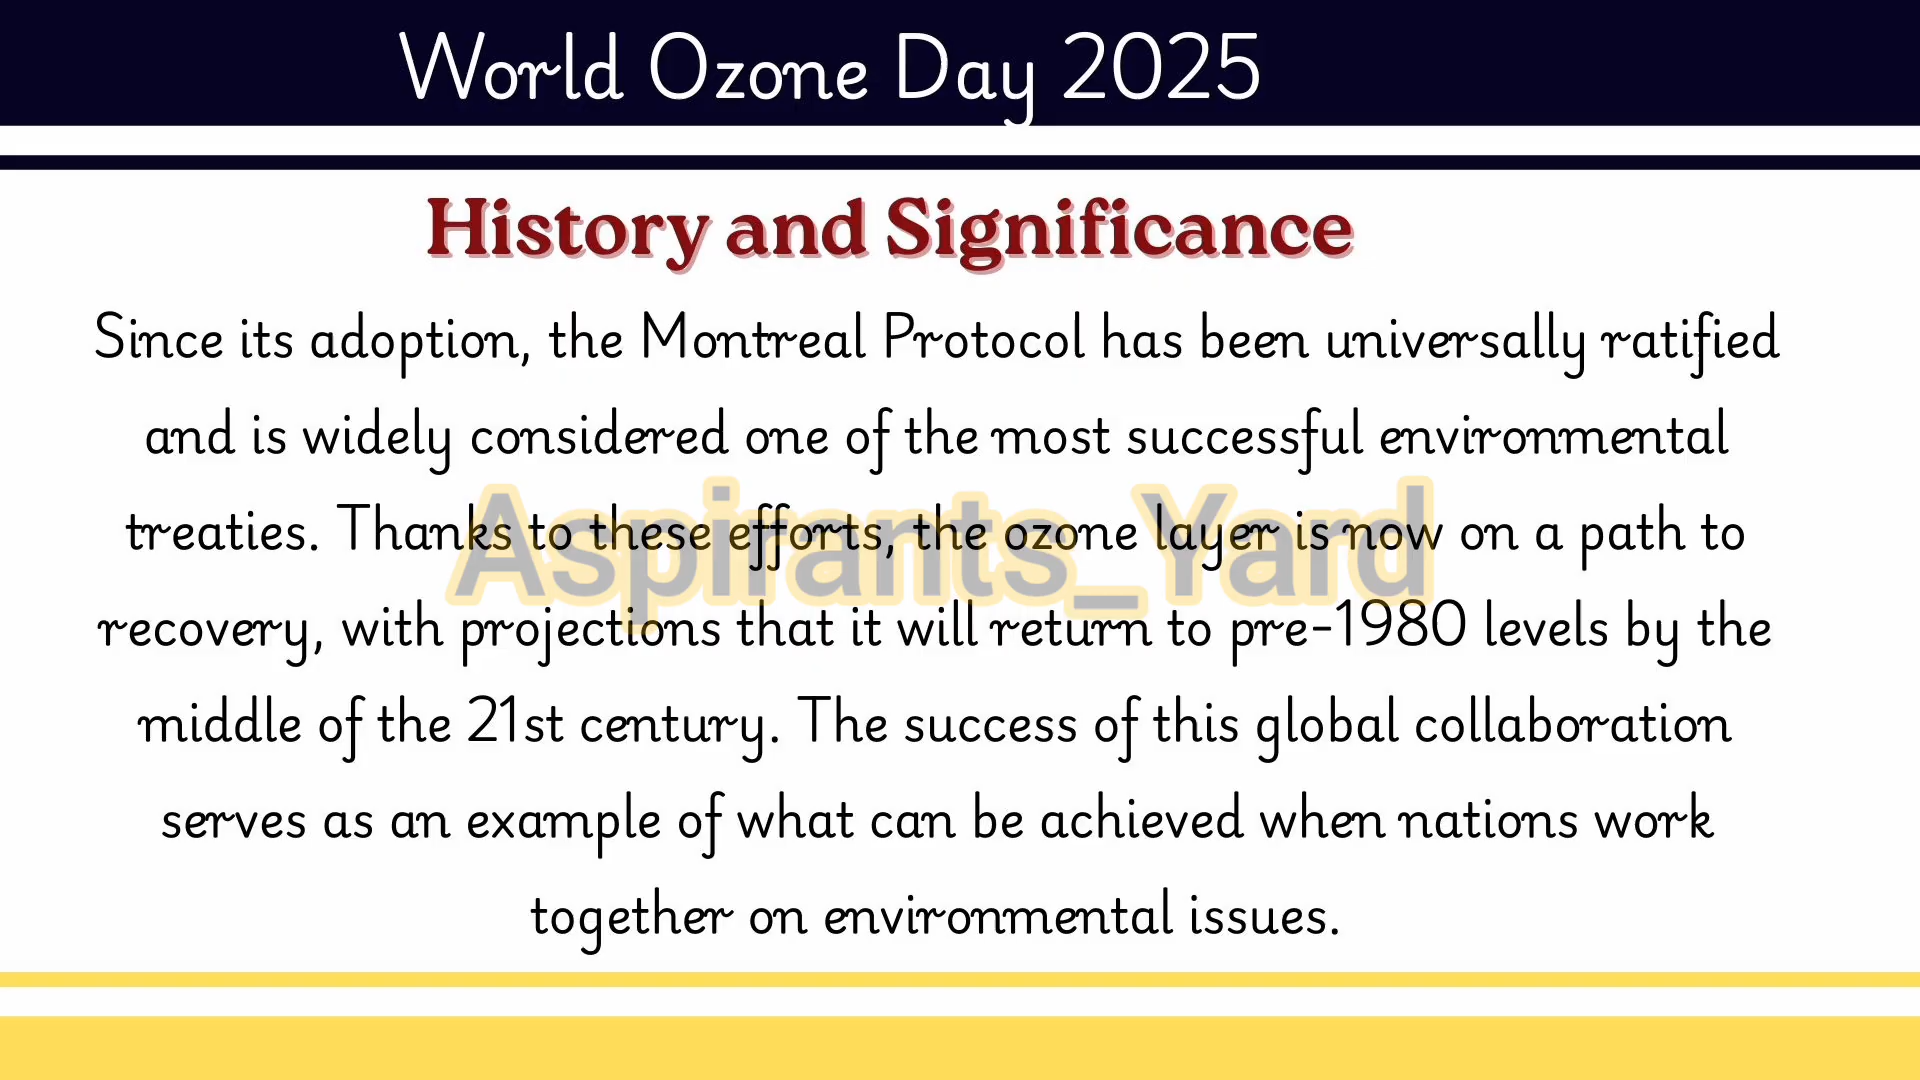 World Ozone Day 2025
History and Significance
Since its adoption, the Montreal Protocol has been universally ratified
and is widely considered one of the most successful environmental
treaties. Thanks to these efforts, the ozone layer is now on a path to
Aspirants_Yard
recovery, with projections that it will return to pre-1980 levels by the
middle of the 21st century. The success of this global collaboration
serves as an example of what can be achieved when nations work
together on environmental issues.